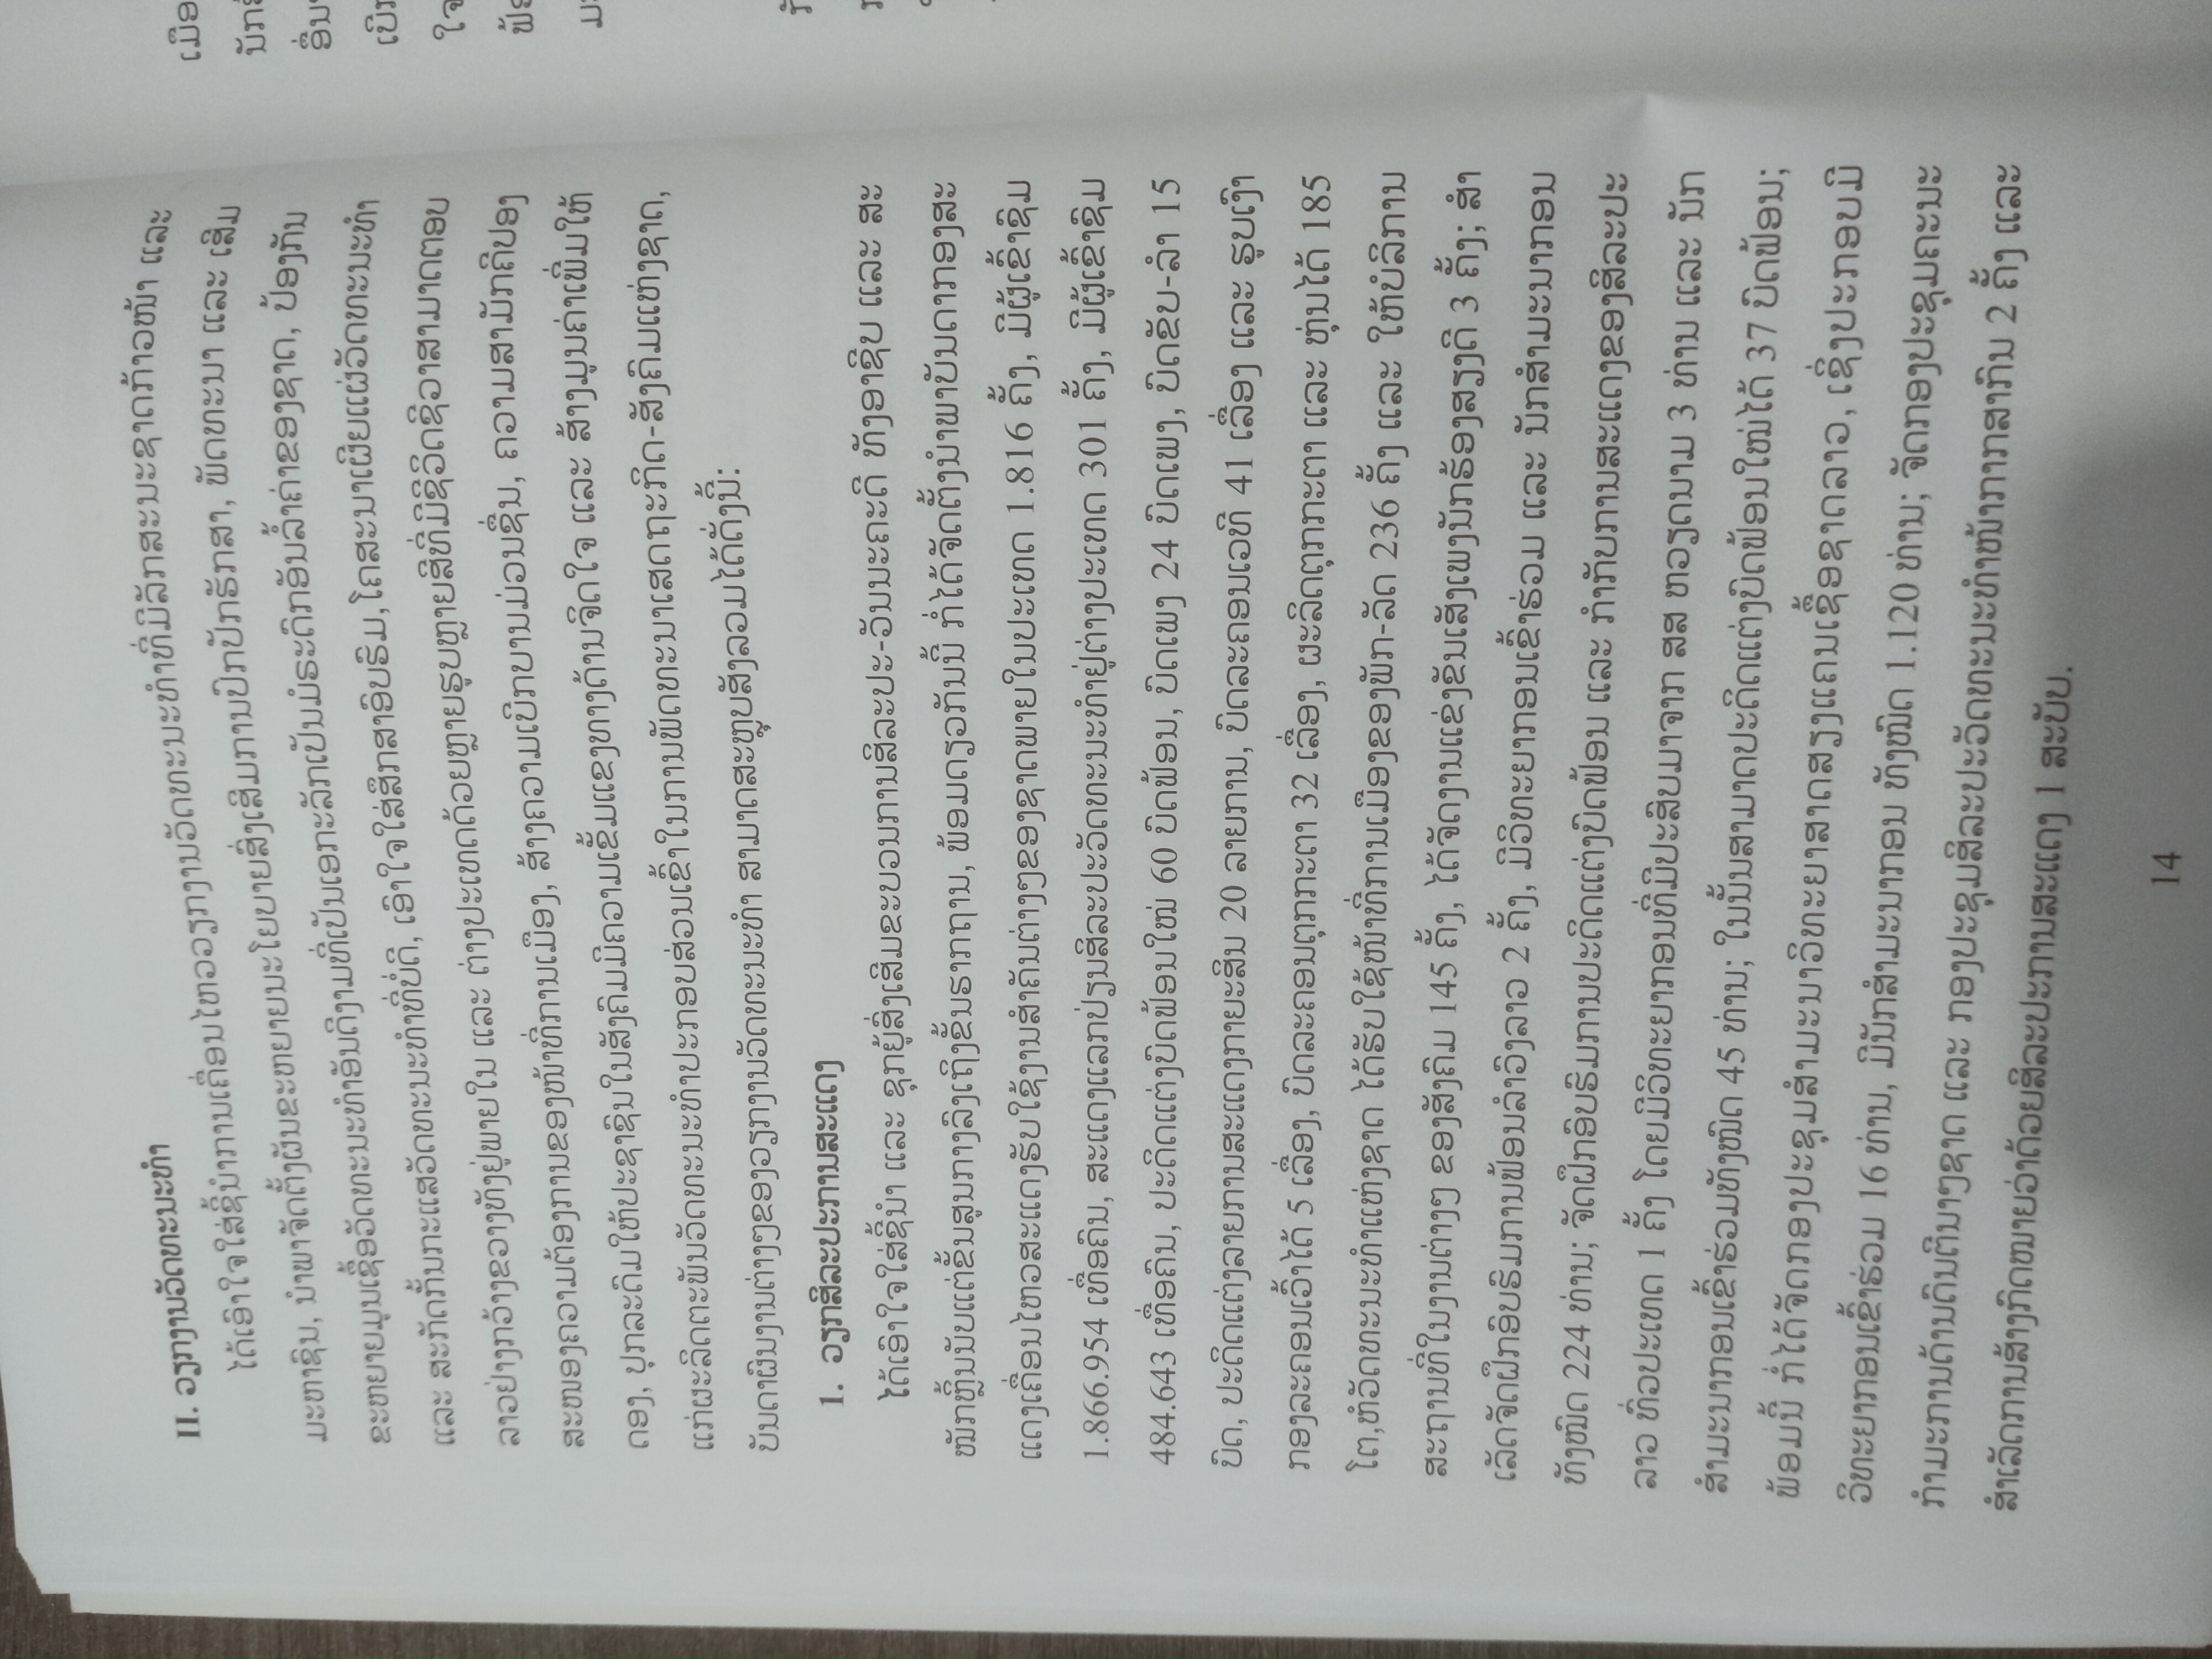 II. ວຽກງານວັດທະນະທຳ
ໄດ້ເອົາໃຈໃສ່ຊີ້ນຳການເຄື່ອນໄຫວວຽກງານວັດທະນະທຳທີ່ມີລັກສະນະຊາດກ້າວໜ້າ ແລະ
ມະຫາຊົນ, ນຳພາຈັດຕັ້ງຜັນຂະຫຍາຍນະໂຍບາຍສົ່ງເສີມການປົກປັກຮັກສາ, ພັດທະນາ ແລະ ເສີມ
ຂະຫຍາຍມູນເຊື້ອວັດທະນະທຳອັນດີງາມທີ່ເປັນເອກະລັກເປັນມໍຣະດົກອັນລ້ຳຄ່າຂອງຊາດ, ປ້ອງກັນ
ແລະ ສະກັດກັ້ນກະແສວັດທະນະທຳທີ່ບໍ່ດີ, ເອົາໃຈໃສ່ສຶກສາອົບຮົມ,ໂຄສະນາເຜີຍແຜ່ວັດທະນະທຳ
ລາວຢ່າງກວ້າງຂວາງທັງຢູ່ພາຍໃນ ແລະ ຕ່າງປະເທດດ້ວຍຫຼາຍຮູບຫຼາຍສີທີ່ມີຊີວິດຊີວາສາມາດຕອບ
ສະໜອງຄວາມຕ້ອງການຂອງໜ້າທີ່ການເມືອງ, ສ້າງຄວາມເບີກບານມ່ວນຊື່ນ, ຄວາມສາມັກຄີປອງ
ດອງ, ປຸກລະດົມໃຫ້ປະຊາຊົນໃນສັງຄົມມີຄວາມເຂັ້ມແຂງທາງດ້ານຈິດໃຈ ແລະ ສ້າງມູນຄ່າເພີ່ມໃຫ້
ແກ່ຜະລິດຕະພັນວັດທະນະທຳປະກອບສ່ວນເຂົ້າໃນການພັດທະນາເສດຖະກິດ-ສັງຄົມແຫ່ງຊາດ,
ບັນດາຜົນງານຕ່າງໆຂອງວຽກງານວັດທະນະທຳ ສາມາດສະຫຼູບສັງລວມໄດ້ດັ່ງນີ້:
1. ວຽກສິລະປະການສະແດງ
ໄດ້ເອົາໃຈໃສ່ຊີ້ນຳ ແລະ ຊຸກຍູ້ສົ່ງເສີມຂະບວນການສິລະປະ-ວັນນະຄະດີ ທັງອາຊີບ ແລະ ສະ
ໝັກຫຼິ້ນນັບແຕ່ຂັ້ນສູນກາງລົງເຖິງຂັ້ນຮາກຖານ, ພ້ອມດຽວກັນນີ້ ກໍ່ໄດ້ຈັດຕັ້ງນຳພາບັນດາກອງສະ
ແດງເຄື່ອນໄຫວສະແດງຮັບໃຊ້ງານສຳຄັນຕ່າງໆຂອງຊາດພາຍໃນປະເທດ 1.816 ຄັ້ງ, ມີຜູ້ເຂົ້າຊົມ
1.866.954 ເທື່ອຄົນ, ສະແດງແລກປ່ຽນສິລະປະວັດທະນະທຳຢູ່ຕ່າງປະເທດ 301 ຄັ້ງ, ມີຜູ້ເຂົ້າຊົມ
484.643 ເທື່ອຄົນ, ປະດິດແຕ່ງບົດຟ້ອນໃໝ່ 60 ບົດຟ້ອນ, ບົດເພງ 24 ບົດເພງ, ບົດຂັບ-ລຳ 15
ບົດ, ປະດິດແຕ່ງລາຍການສະແດງກາຍະສິນ 20 ລາຍການ, ບົດລະຄອນເວທີ 41 ເລື່ອງ ແລະ ຮູບເງົາ
ກອງລະຄອນເວົ້າໄດ້ 5 ເລື່ອງ, ບົດລະຄອນຕຸກກະຕາ 32 ເລື່ອງ, ຜະລິດຕຸກກະຕາ ແລະ ຫຸ່ນໄດ້ 185
ໂຕ,ຫໍວັດທະນະທຳແຫ່ງຊາດ ໄດ້ຮັບໃຊ້ໜ້າທີ່ການເມືອງຂອງພັກ-ລັດ 236 ຄັ້ງ ແລະ ໃຫ້ບໍລິການ
ສະຖານທີ່ໃນງານຕ່າງໆ ຂອງສັງຄົມ 145 ຄັ້ງ, ໄດ້ຈັດງານແຂ່ງຂັນເສັງເພງນັກຮ້ອງສຽງດີ 3 ຄັ້ງ; ສຳ
ເລັດຈັດຝຶກອົບຮົມການຟ້ອນລຳວົງລາວ 2 ຄັ້ງ, ມີວິທະຍາກອນເຂົ້າຮ່ວມ ແລະ ນັກສຳມະນາກອນ
ທັງໝົດ 224 ທ່ານ; ຈັດຝຶກອົບຮົມການປະດິດແຕ່ງບົດຟ້ອນ ແລະ ກຳກັບການສະແດງຂອງສິລະປະ
ລາວ ທົ່ວປະເທດ 1 ຄັ້ງ ໂດຍມີວິທະຍາກອນທີ່ມີປະສົບມາຈາກ ສສ ຫວຽດນາມ 3 ທ່ານ ແລະ ນັກ
ສຳມະນາກອນເຂົ້າຮ່ວມທັງໝົດ 45 ທ່ານ; ໃນນັ້ນສາມາດປະດິດແຕ່ງບົດຟ້ອນໃໝ່ໄດ້ 37 ບົດຟ້ອນ;
ພ້ອມນີ້ ກໍ່ໄດ້ຈັດກອງປະຊຸມສຳມະນາວິທະຍາສາດສຽງແຄນເຊື້ອຊາດລາວ, ເຊິ່ງປະກອບມີ
ວິທະຍາກອນເຂົ້າຮ່ວມ 16 ທ່ານ, ມີນັກສຳມະນາກອນ ທັງໝົດ 1.120 ທ່ານ; ຈັດກອງປະຊຸມຄະນະ
ກຳມະການດ້ານດົນຕີນາໆຊາດ ແລະ ກອງປະຊຸມສິລະປະວັດທະນະທຳໜ້າກາກສາກົນ 2 ຄັ້ງ ແລະ
ສຳເລັດການສ້າງກົດໝາຍວ່າດ້ວຍສິລະປະການສະແດງ 1 ສະບັບ.
14